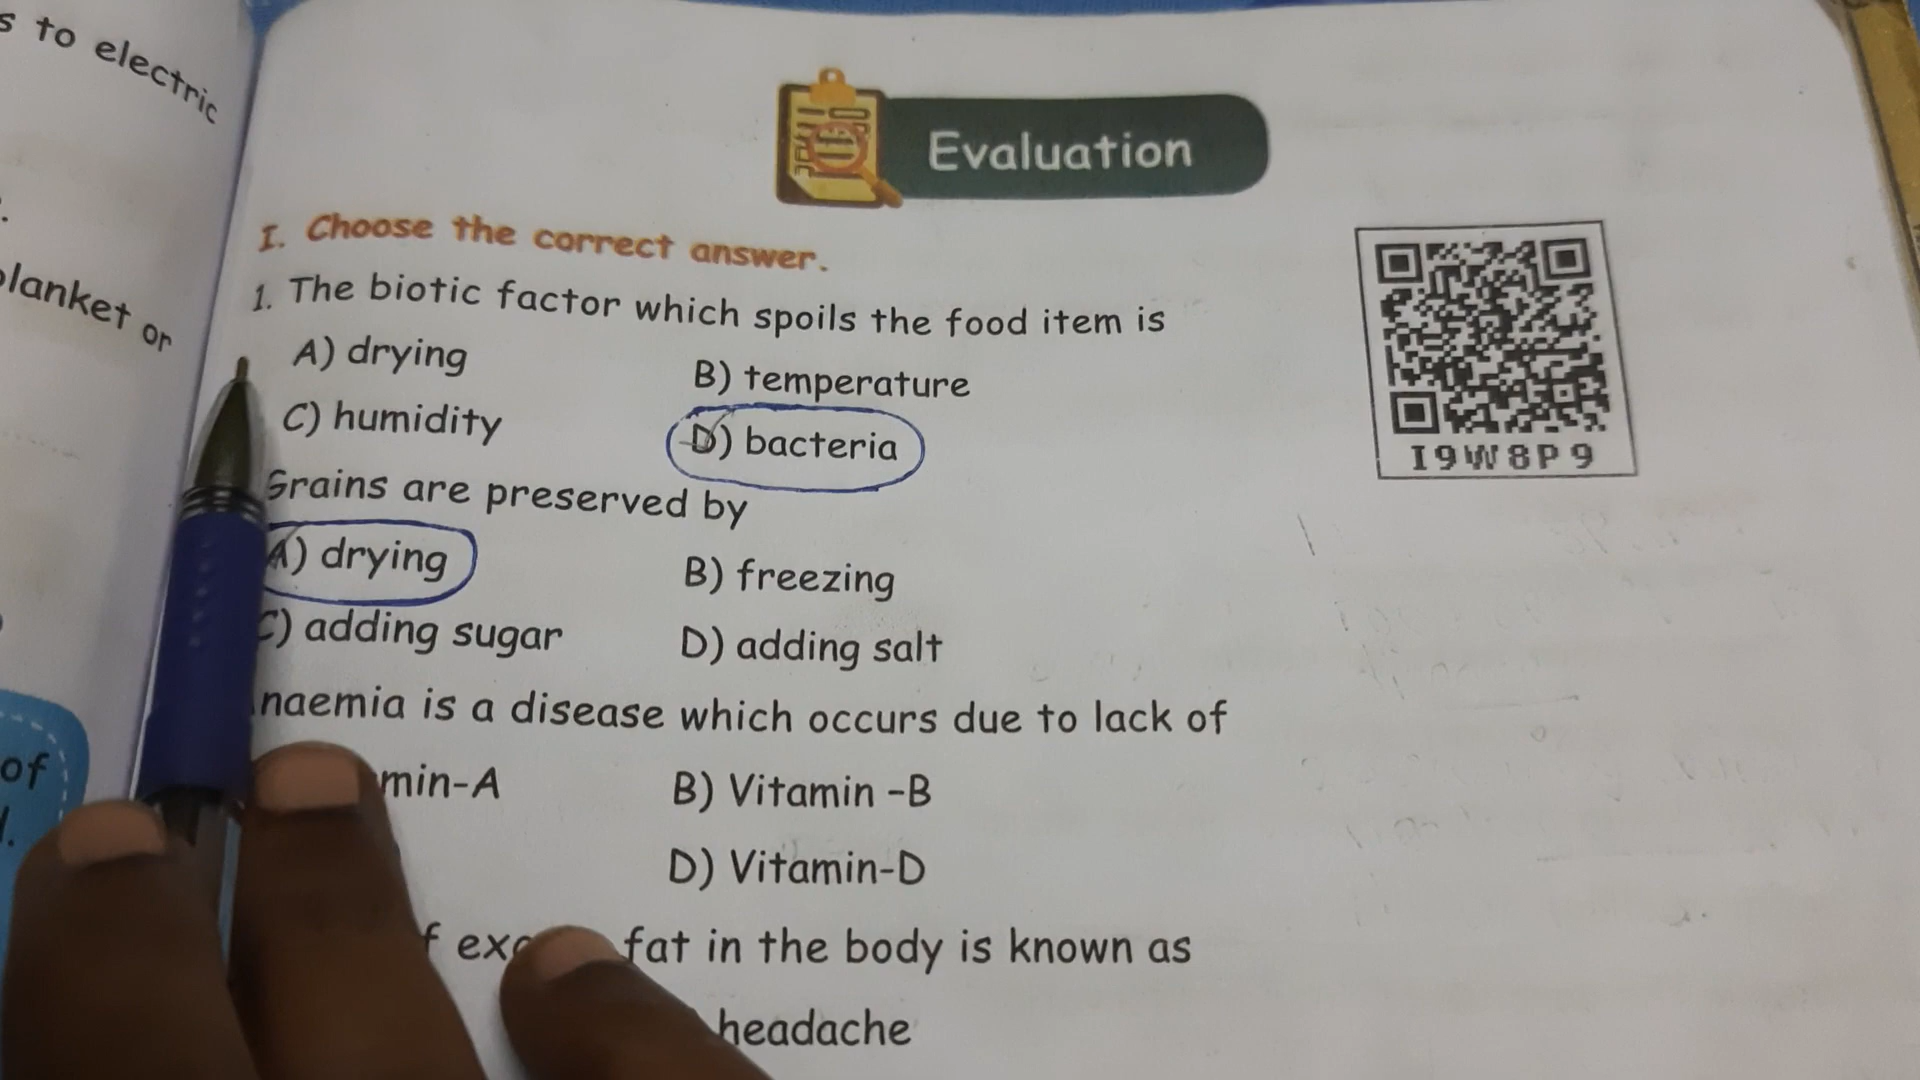 s to electric
lanket or
of
Evaluation
I. Choose the correct answer.
1. The biotic factor which spoils the food item is
A) drying B) temperature
C) humidity D) bacteria
Grains are preserved by
A) drying B) freezing
C) adding sugar D) adding salt
naemia is a disease which occurs due to lack of
min-A B) Vitamin -B
D) Vitamin-D
f exc fat in the body is known as
headache
I9W8P9